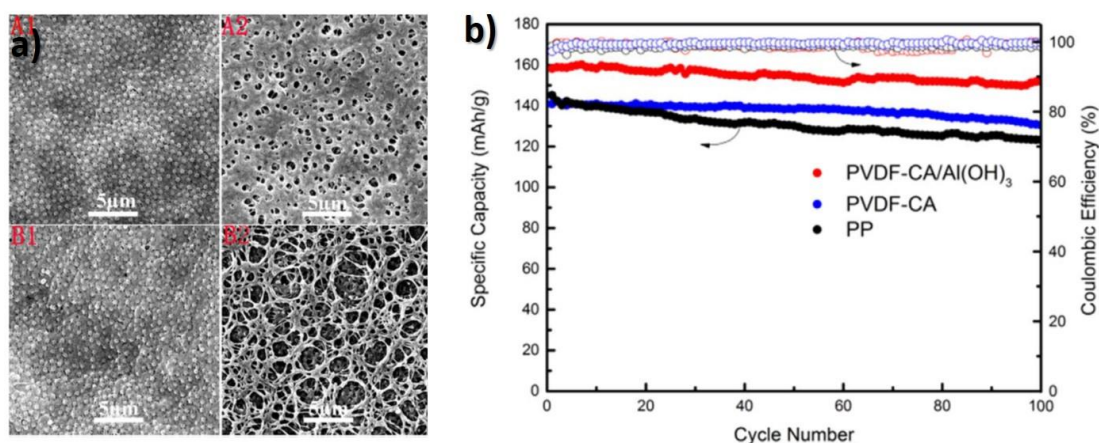 a)
A1
A2
5μm
5μm
B1
B2
5μm
5μm
b)
180
160
140
120
100
80
60
40
20
0
Specific Capacity (mAh/g)
100
80
60
40
20
0
Coulombic Efficiency (%)
PVDF-CA/Al(OH)₃
PVDF-CA
PP
0 20 40 60 80 100
Cycle Number